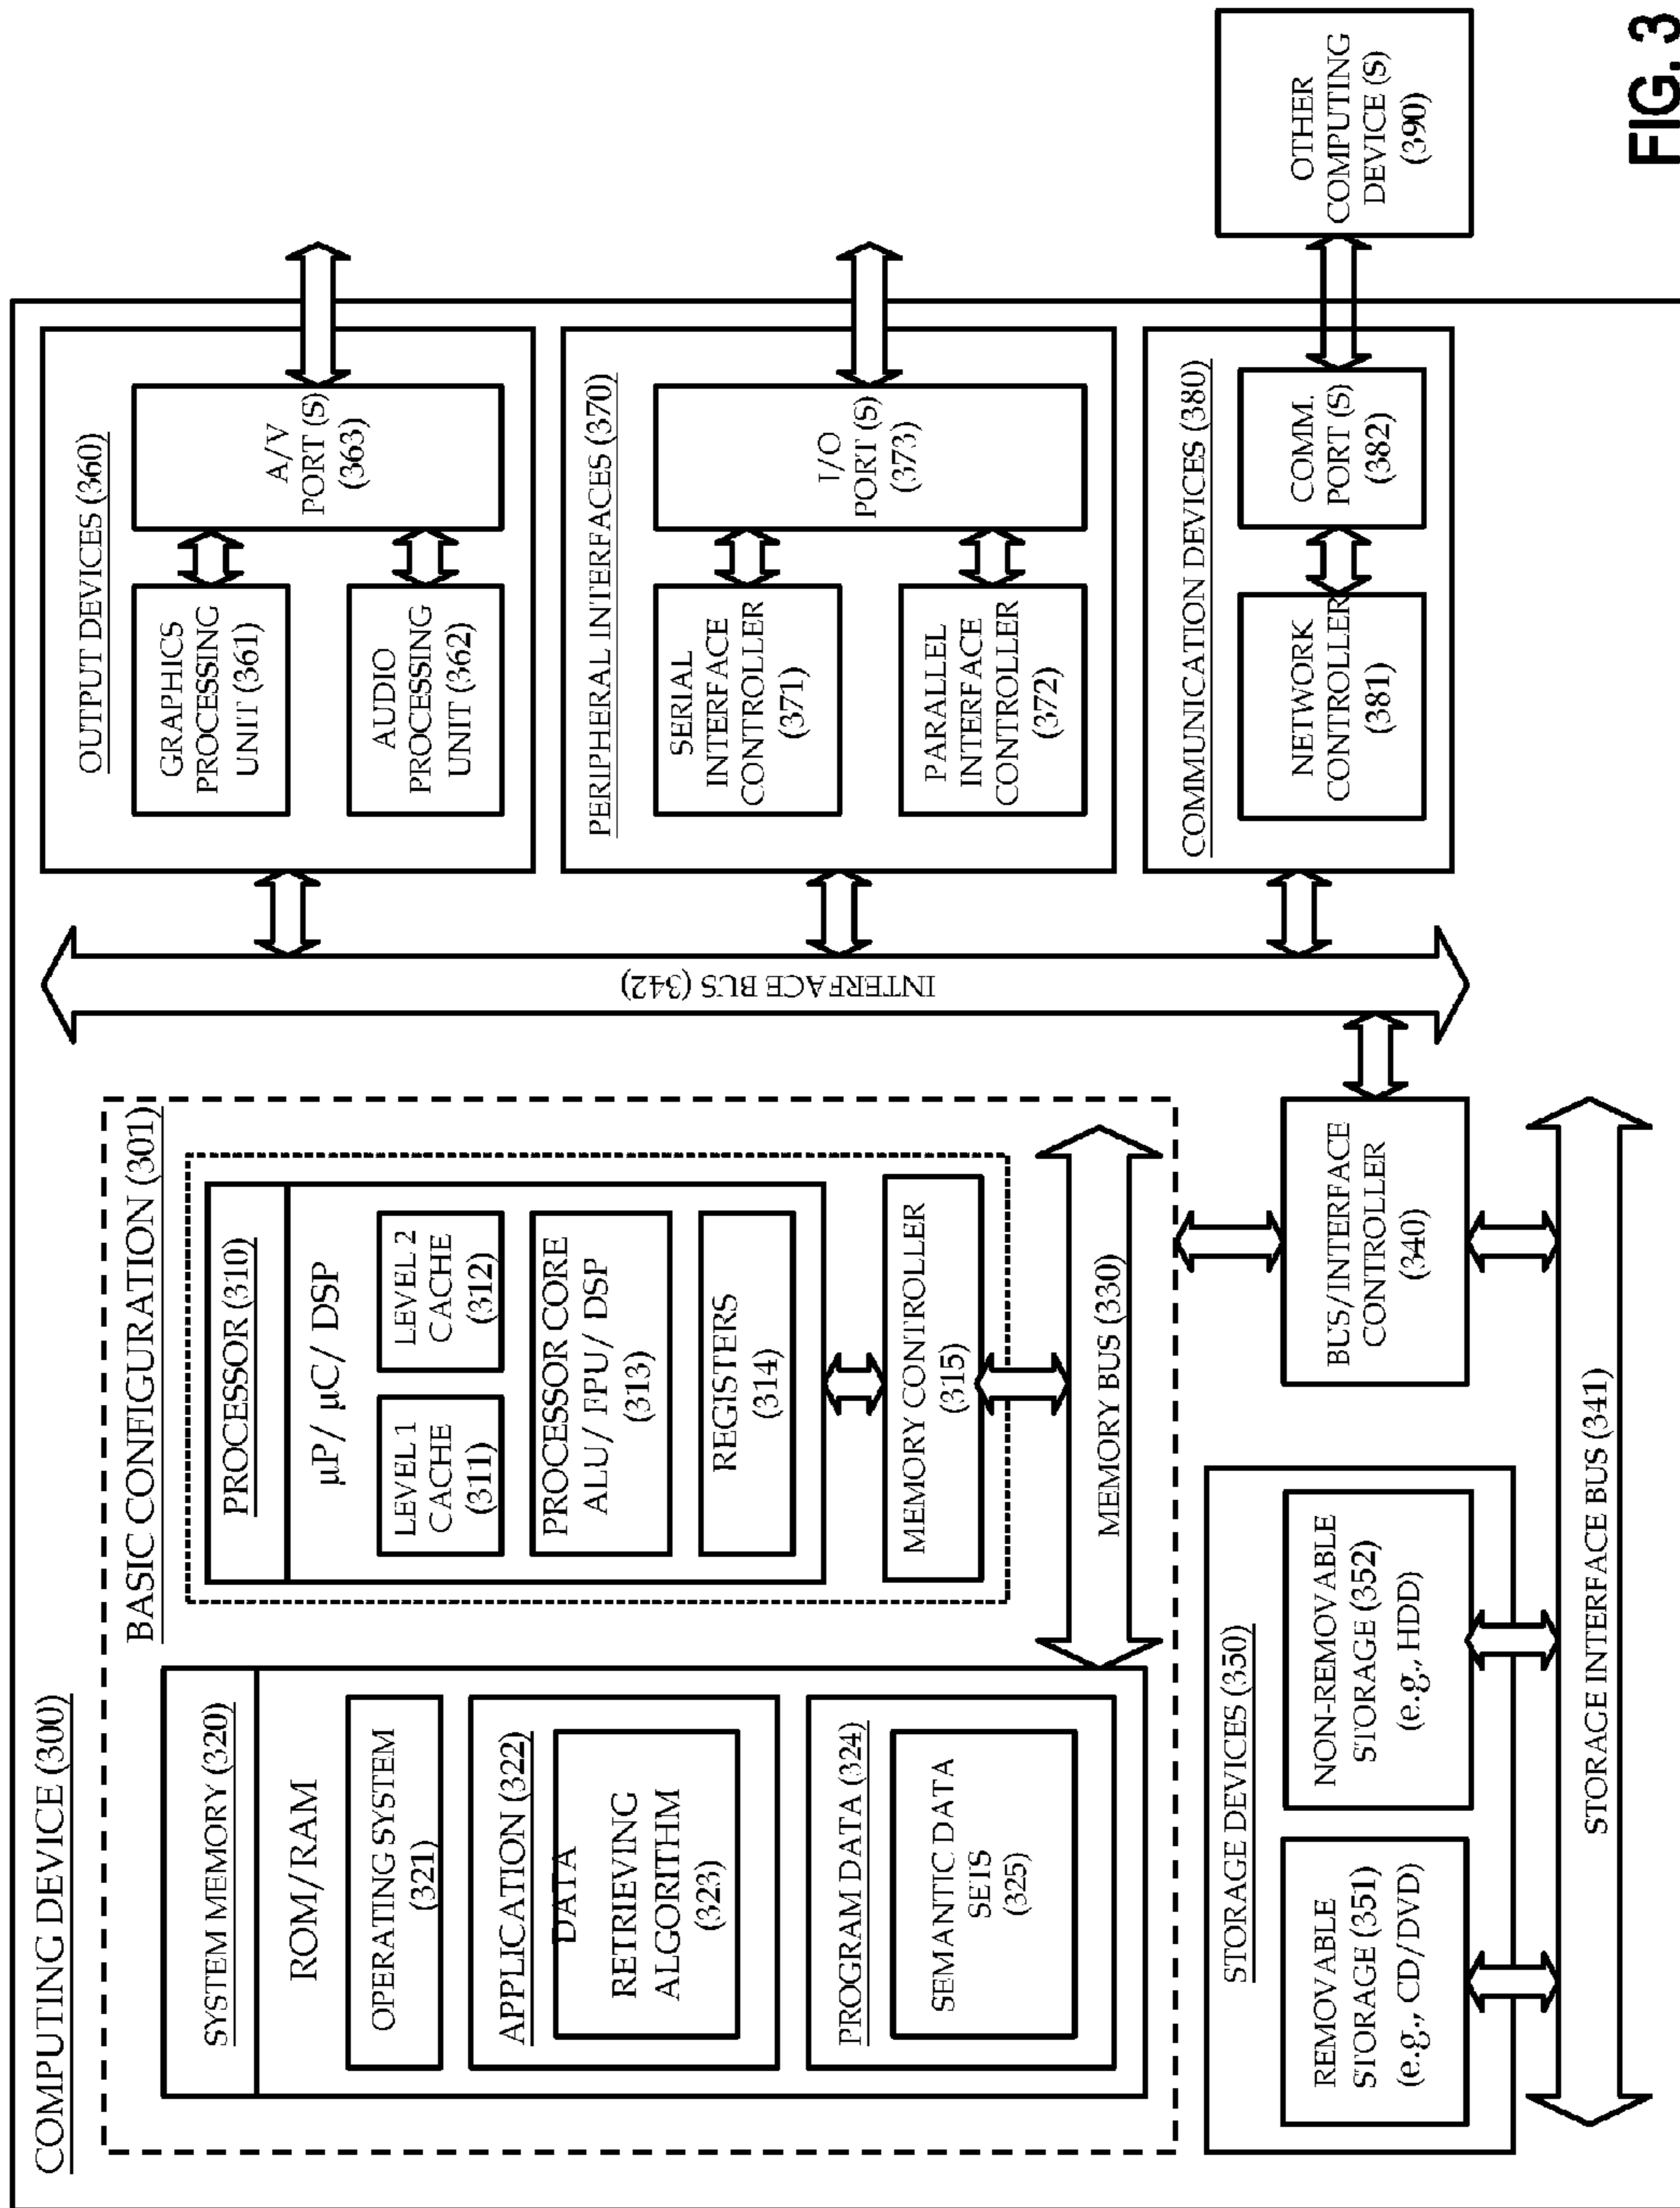 COMPUTING DEVICE (300)
BASIC CONFIGURATION (301)
SYSTEM MEMORY (320)
ROM/RAM
OPERATING SYSTEM
(321)
APPLICATION (322)
DATA
RETRIEVING
ALGORITHM
(323)
PROGRAM DATA (324)
SEMANTIC DATA
SETS
(325)
PROCESSOR (310)
µP/ µC/ DSP
LEVEL 1
CACHE
(311)
LEVEL 2
CACHE
(312)
PROCESSOR CORE
ALU/ FPU/ DSP
(313)
REGISTERS
(314)
MEMORY CONTROLLER
(315)
MEMORY BUS (330)
BUS/INTERFACE
CONTROLLER
(340)
STORAGE DEVICES (350)
REMOVABLE
STORAGE (351)
(e.g., CD/DVD)
NON-REMOVABLE
STORAGE (352)
(e.g., HDD)
STORAGE INTERFACE BUS (341)
INTERFACE BUS (342)
OUTPUT DEVICES (360)
GRAPHICS
PROCESSING
UNIT (361)
AUDIO
PROCESSING
UNIT (362)
A/V
PORT (S)
(363)
PERIPHERAL INTERFACES (370)
SERIAL
INTERFACE
CONTROLLER
(371)
PARALLEL
INTERFACE
CONTROLLER
(372)
I/O
PORT (S)
(373)
COMMUNICATION DEVICES (380)
NETWORK
CONTROLLER
(381)
COMM.
PORT (S)
(382)
OTHER
COMPUTING
DEVICE (S)
(390)
FIG. 3